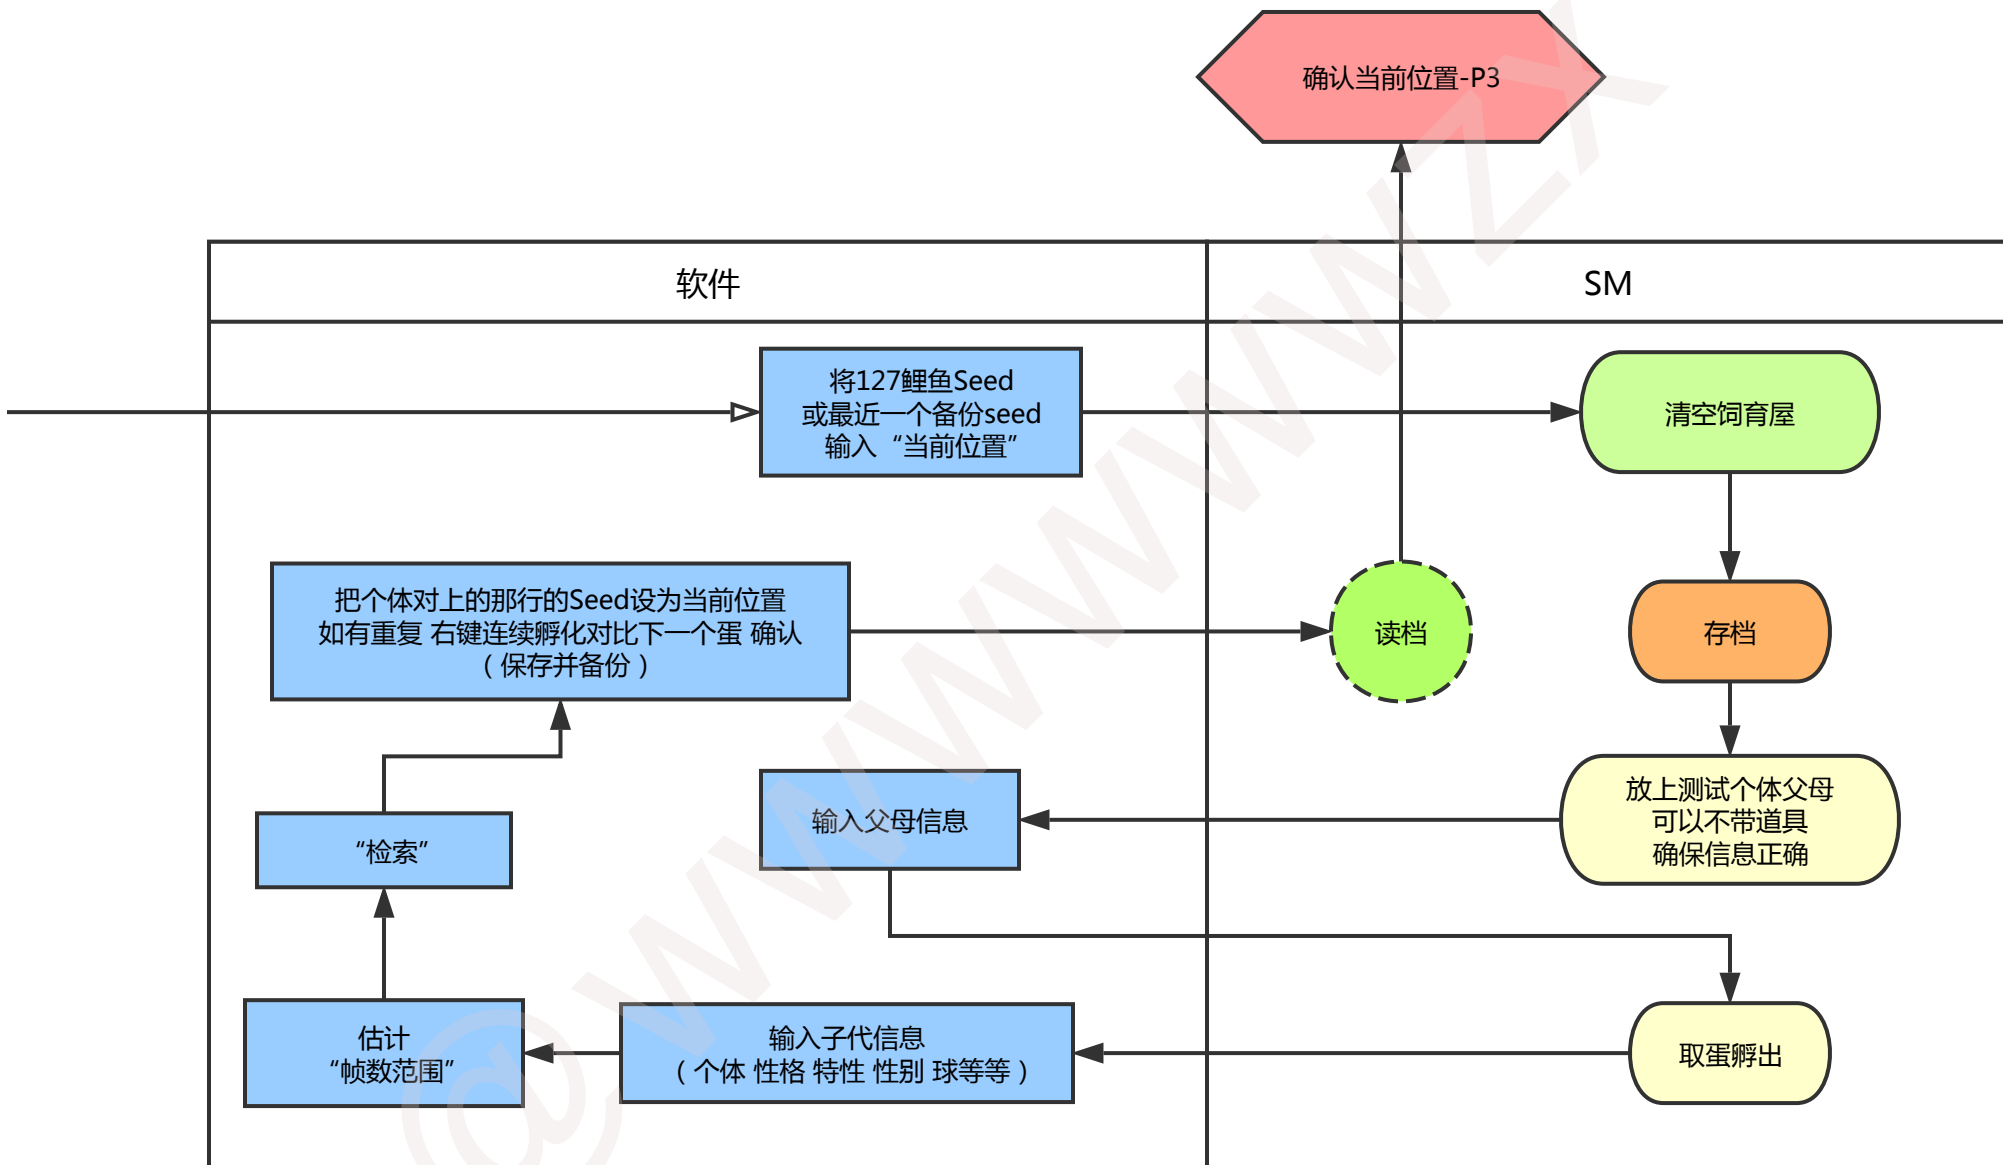 确认当前位置-P3
软件
SM
将127鲤鱼Seed
或最近一个备份seed
输入“当前位置”
清空饲育屋
把个体对上的那行的Seed设为当前位置
如有重复 右键连续孵化对比下一个蛋 确认
（保存并备份）
读档
存档
放上测试个体父母
可以不带道具
确保信息正确
输入父母信息
“检索”
估计
“帧数范围”
输入子代信息
（个体 性格 特性 性别 球等等）
取蛋孵出
@wwwwzx